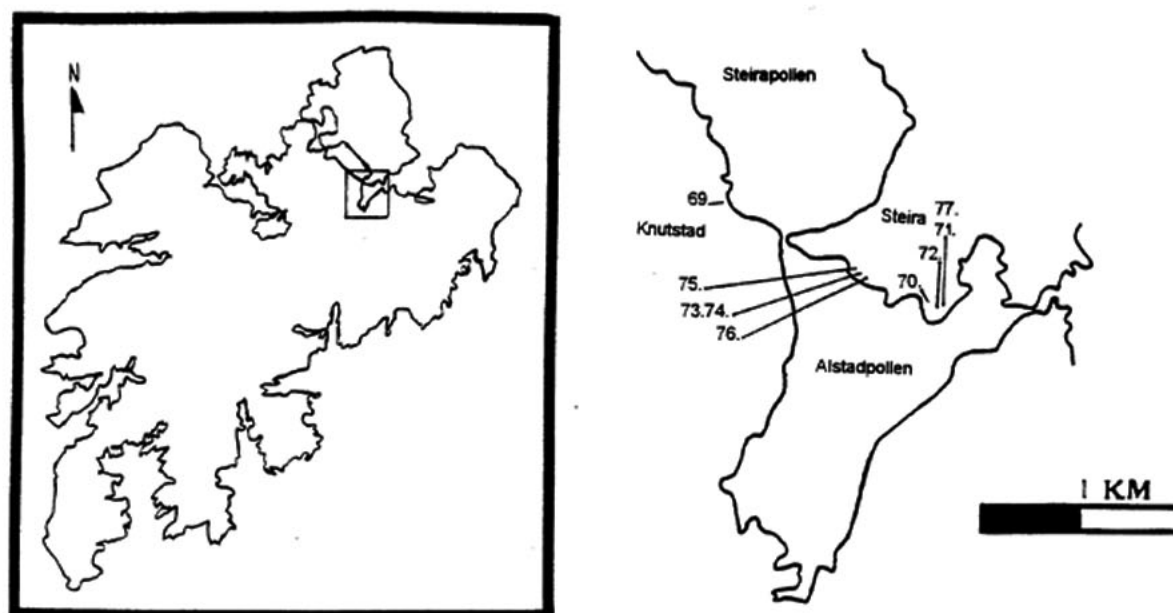 N
Steirapollen
69.
Knutstad
Steira
77.
71.
72.
70.
75.
73.74.
76.
Alstadpollen
1 KM